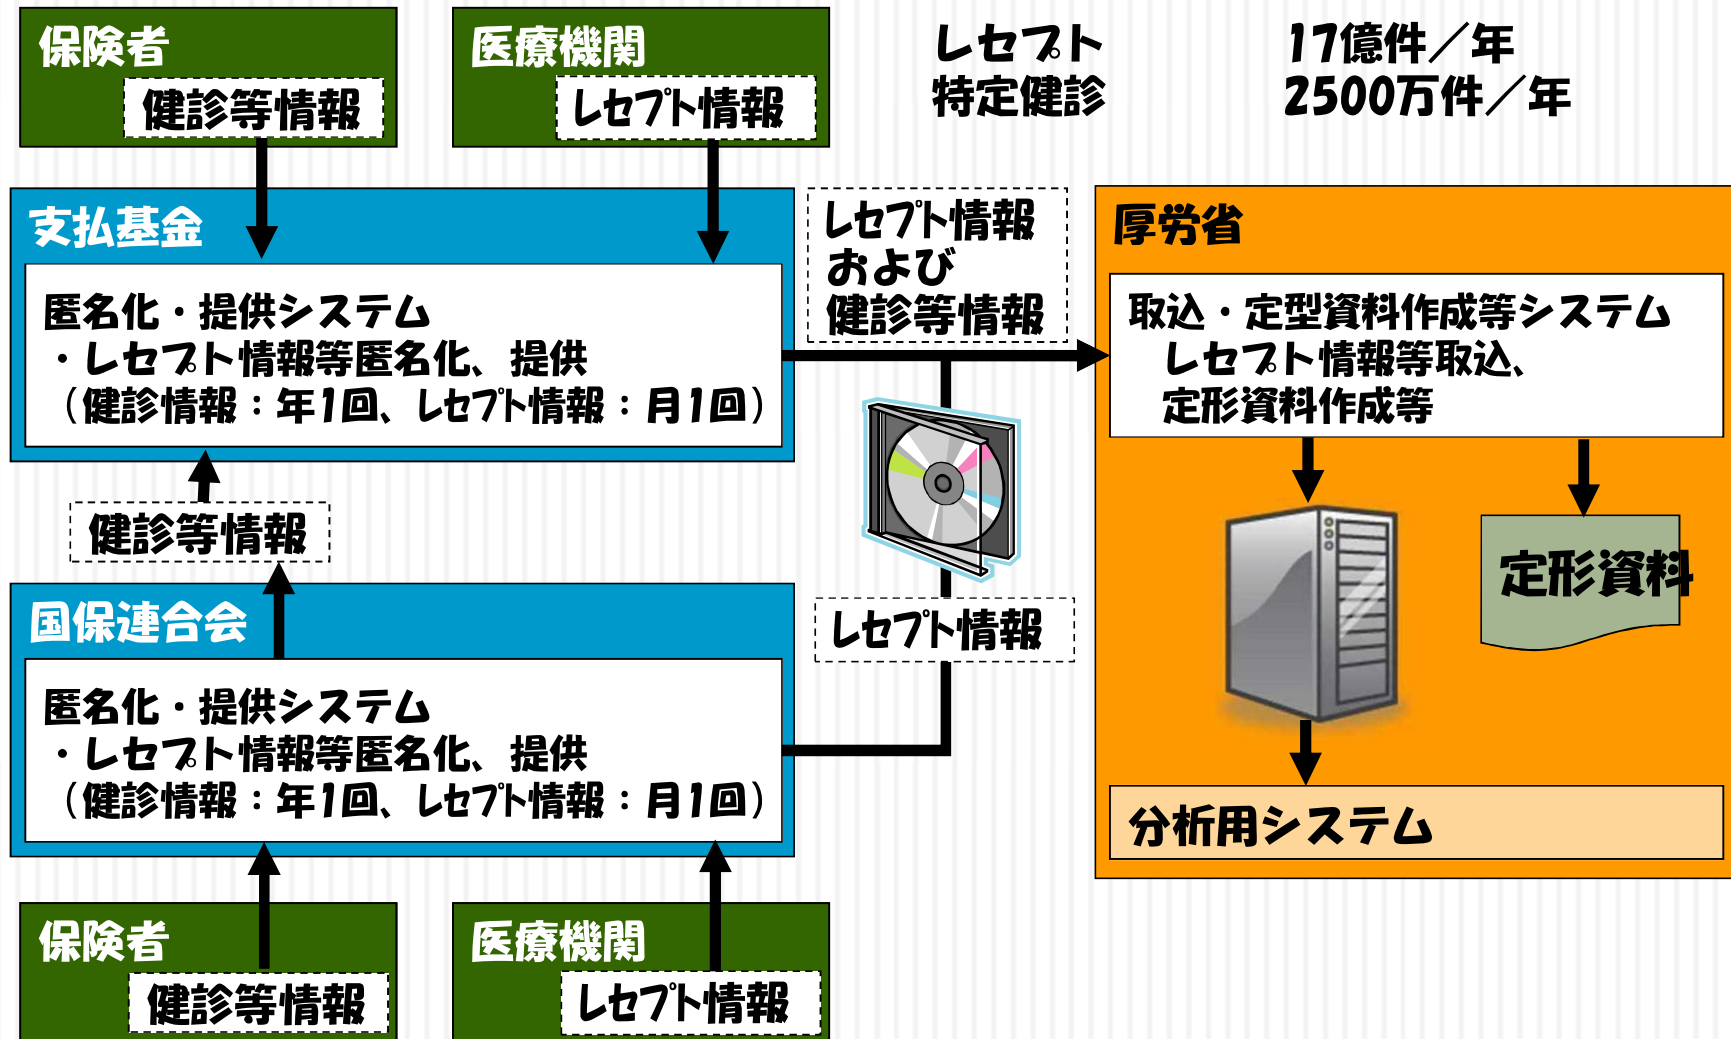 保険者
健診等情報
医療機関
レセプト情報
レセプト 17億件／年
特定健診 2500万件／年
支払基金
匿名化・提供システム
・レセプト情報等匿名化、提供
（健診情報：年1回、レセプト情報：月1回）
レセプト情報
および
健診等情報
厚労省
取込・定型資料作成等システム
レセプト情報等取込、
定形資料作成等
健診等情報
定形資料
国保連合会
レセプト情報
匿名化・提供システム
・レセプト情報等匿名化、提供
（健診情報：年1回、レセプト情報：月1回）
分析用システム
保険者
健診等情報
医療機関
レセプト情報